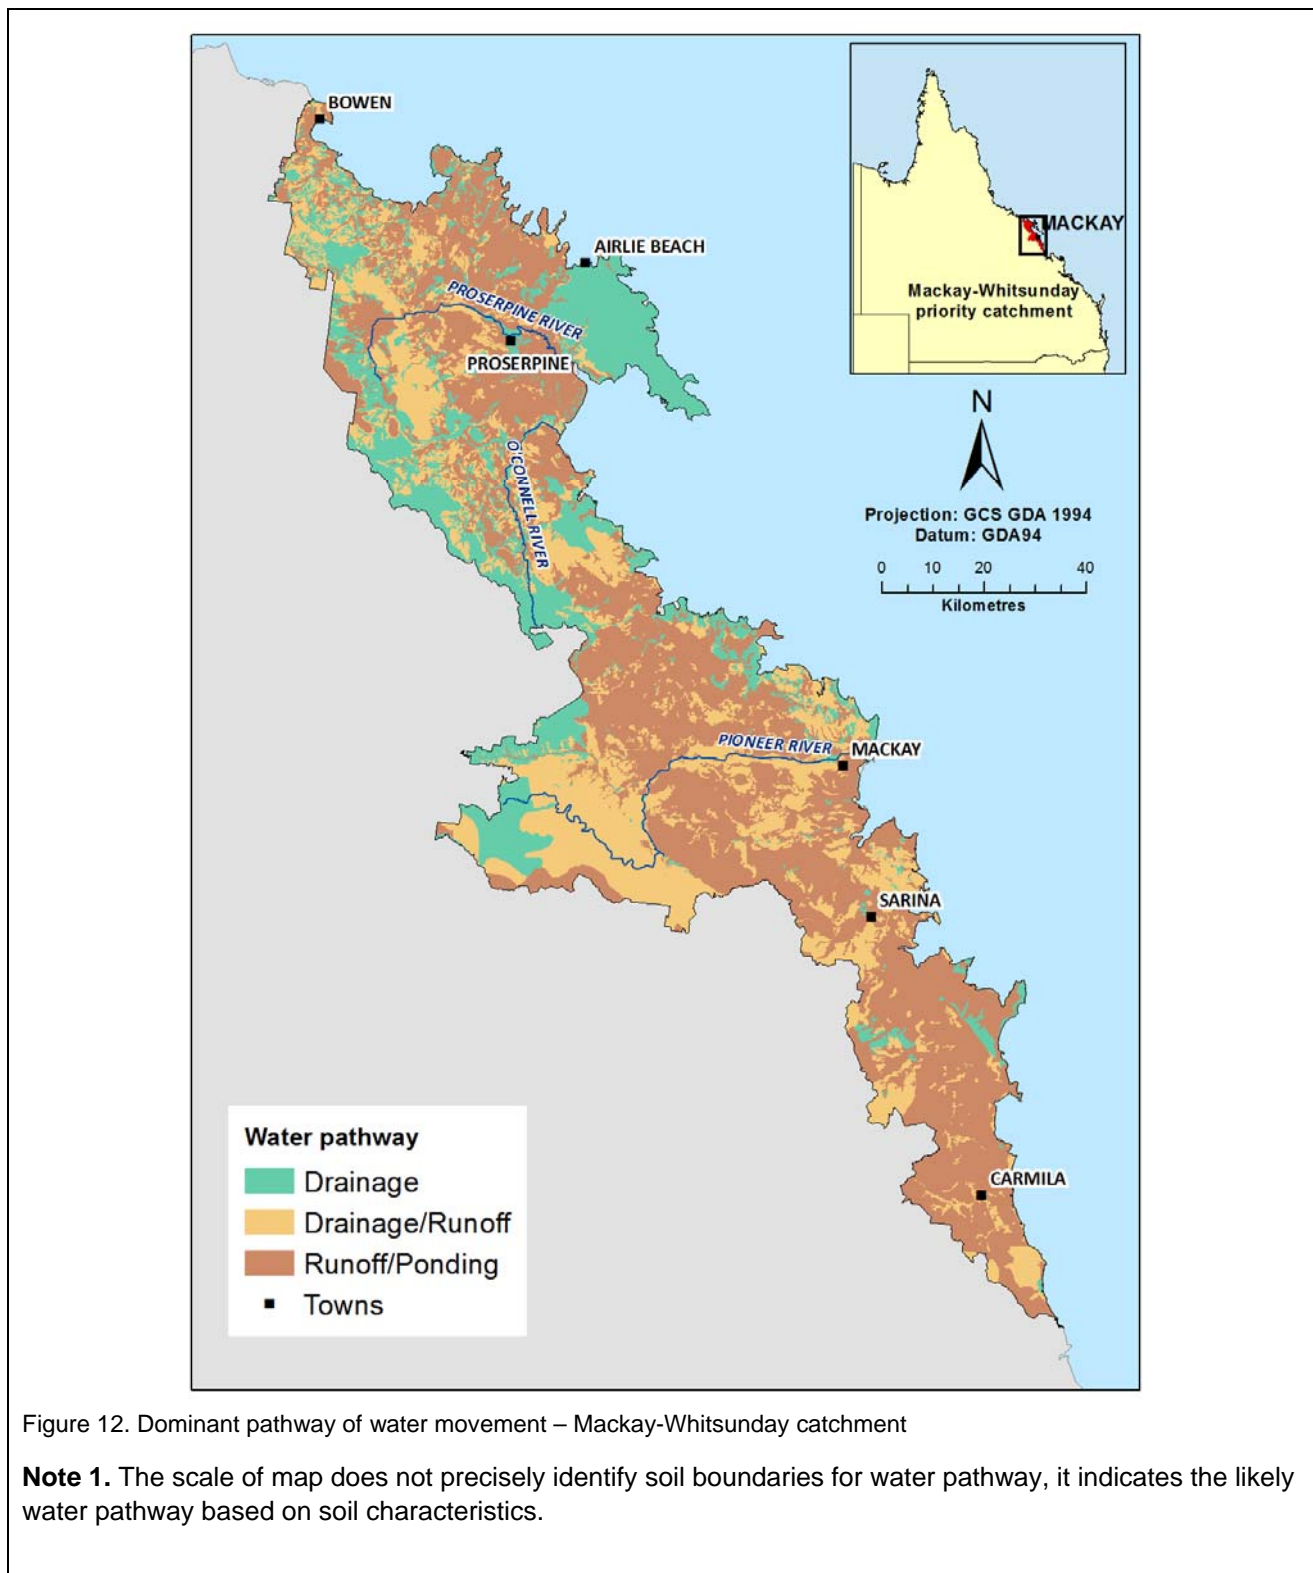 BOWEN
AIRLIE BEACH
PROSERPINE RIVER
PROSERPINE
O'CONNELL RIVER
PIONEER RIVER
MACKAY
SARINA
CARMILA
MACKAY
Mackay-Whitsunday
priority catchment
N
Projection: GCS GDA 1994
Datum: GDA94
0 10 20 40
Kilometres
Water pathway
Drainage
Drainage/Runoff
Runoff/Ponding
Towns
Figure 12. Dominant pathway of water movement – Mackay-Whitsunday catchment
Note 1. The scale of map does not precisely identify soil boundaries for water pathway, it indicates the likely
water pathway based on soil characteristics.